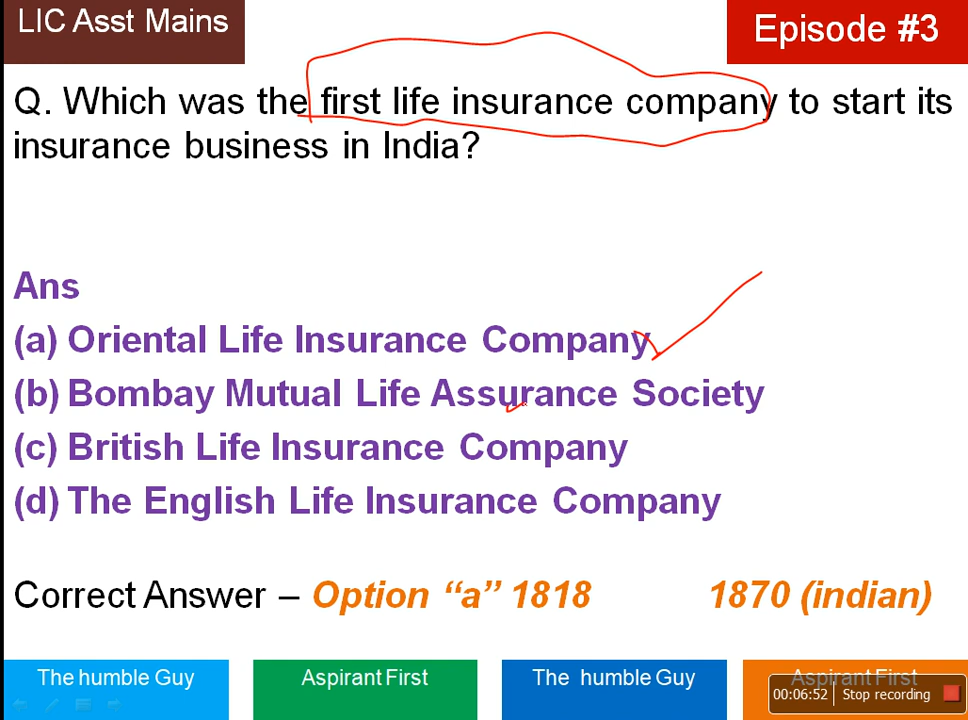 LIC Asst Mains
Episode #3
Q. Which was the first life insurance company to start its
insurance business in India?
Ans
(a) Oriental Life Insurance Company
(b) Bombay Mutual Life Assurance Society
(c) British Life Insurance Company
(d) The English Life Insurance Company
Correct Answer – Option “a” 1818 1870 (indian)
The humble Guy
Aspirant First
The humble Guy
Aspirant First
00:06:52 Stop recording